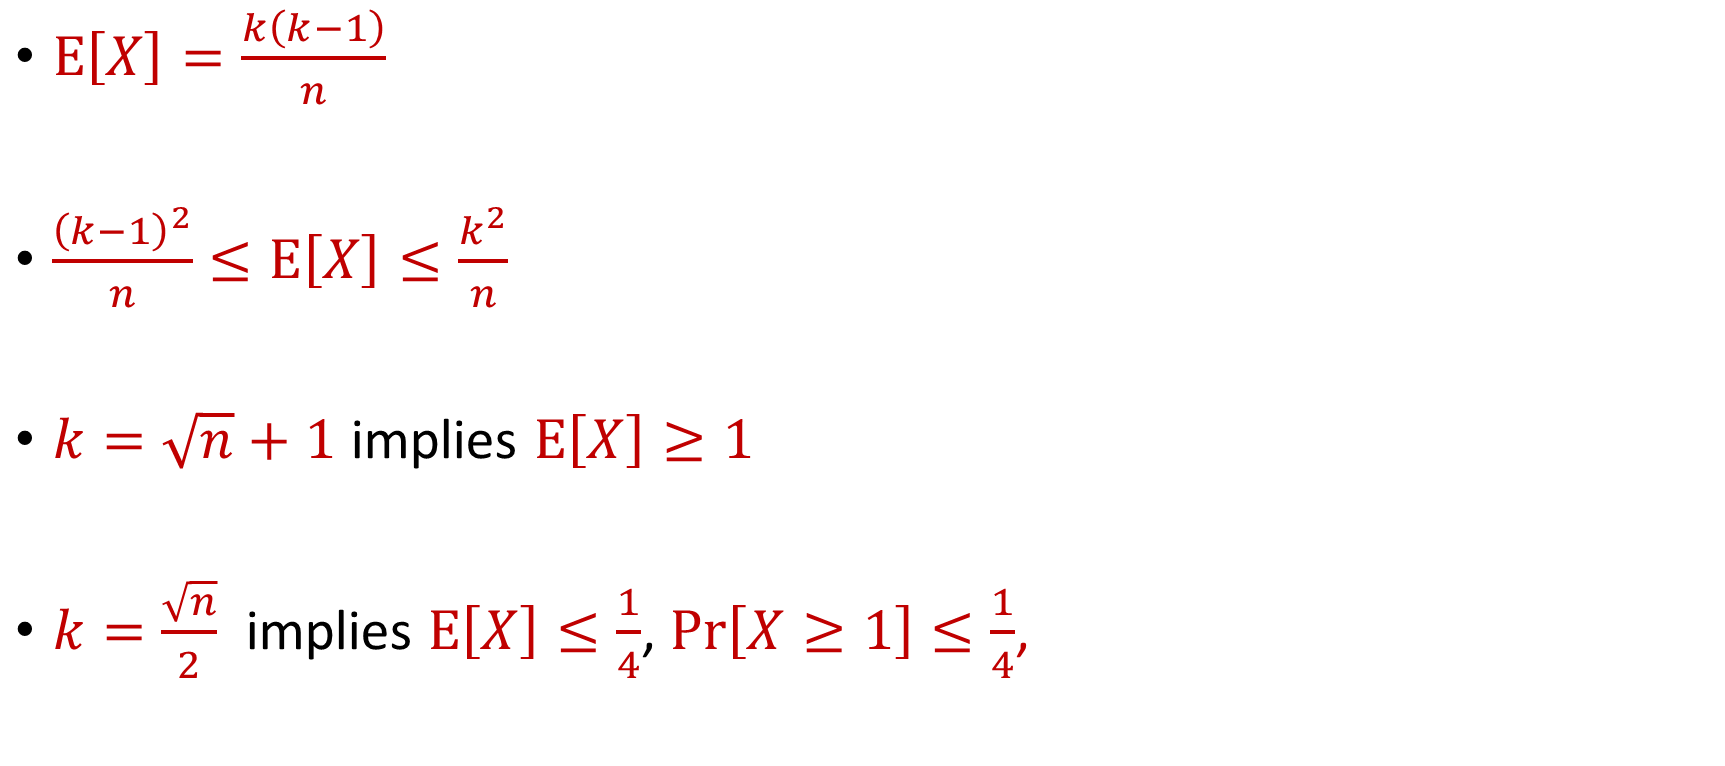 • E[X] = k(k−1)/n
• (k−1)²/n ≤ E[X] ≤ k²/n
• k = √n + 1 implies E[X] ≥ 1
• k = √n/2 implies E[X] ≤ 1/4, Pr[X ≥ 1] ≤ 1/4,